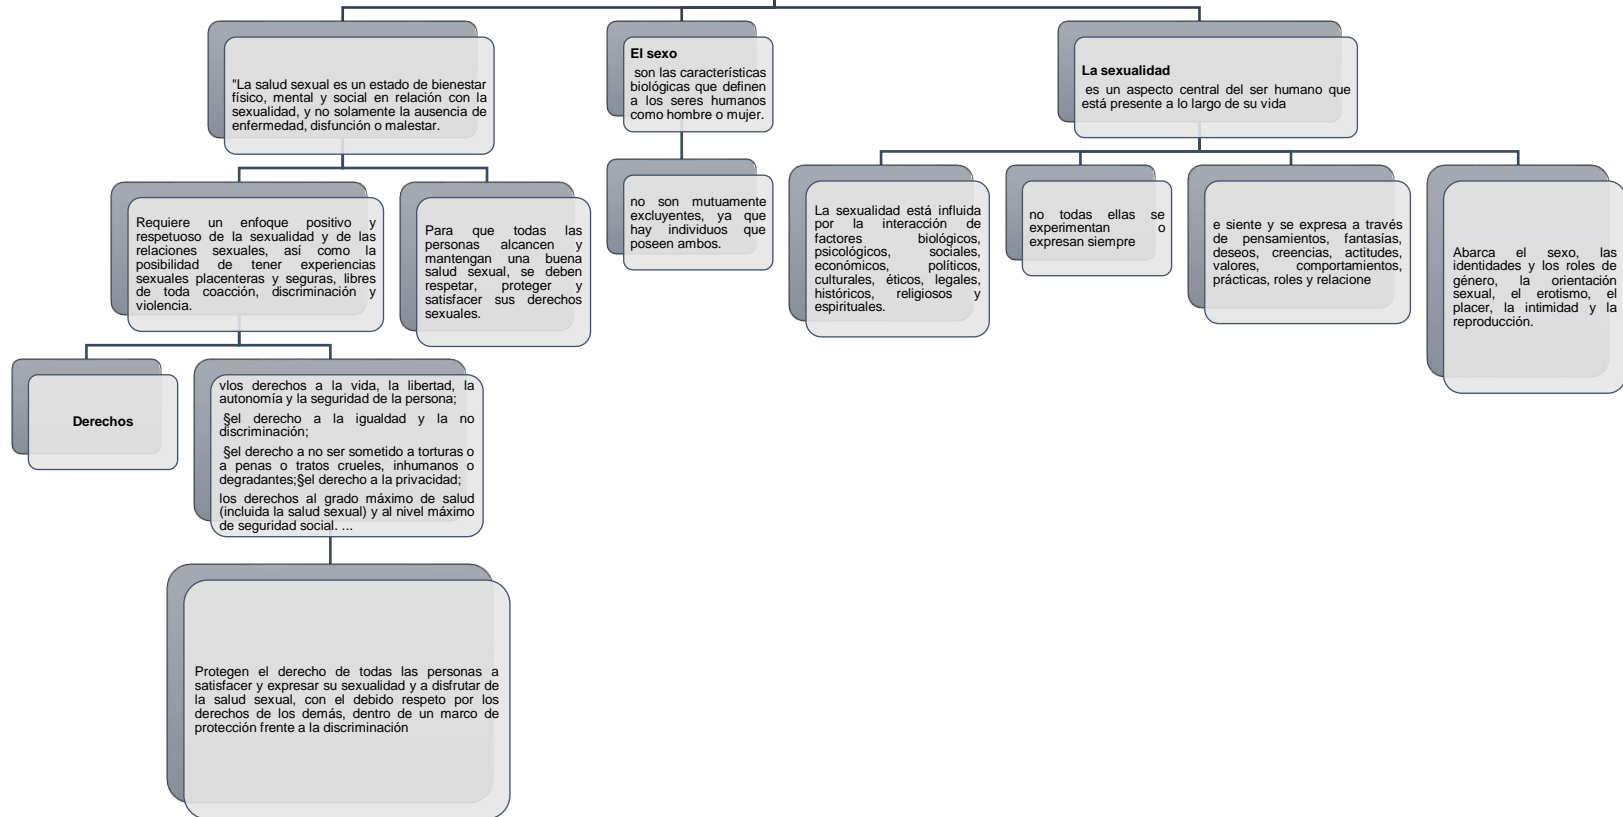 "La salud sexual es un estado de bienestar
físico, mental y social en relación con la
sexualidad, y no solamente la ausencia de
enfermedad, disfunción o malestar.
El sexo
son las características
biológicas que definen
a los seres humanos
como hombre o mujer.
La sexualidad
es un aspecto central del ser humano que
está presente a lo largo de su vida
Requiere un enfoque positivo y
respetuoso de la sexualidad y de las
relaciones sexuales, así como la
posibilidad de tener experiencias
sexuales placenteras y seguras, libres
de toda coacción, discriminación y
violencia.
Para que todas las
personas alcancen y
mantengan una buena
salud sexual, se deben
respetar, proteger y
satisfacer sus derechos
sexuales.
no son mutuamente
excluyentes, ya que
hay individuos que
poseen ambos.
La sexualidad está influida
por la interacción de
factores biológicos,
psicológicos, sociales,
económicos, políticos,
culturales, éticos, legales,
históricos, religiosos y
espirituales.
no todas ellas se
experimentan o
expresan siempre
e siente y se expresa a través
de pensamientos, fantasías,
deseos, creencias, actitudes,
valores, comportamientos,
prácticas, roles y relacione
Abarca el sexo, las
identidades y los roles de
género, la orientación
sexual, el erotismo, el
placer, la intimidad y la
reproducción.
Derechos
vlos derechos a la vida, la libertad, la
autonomía y la seguridad de la persona;
§el derecho a la igualdad y la no
discriminación;
§el derecho a no ser sometido a torturas o
a penas o tratos crueles, inhumanos o
degradantes;§el derecho a la privacidad;
los derechos al grado máximo de salud
(incluida la salud sexual) y al nivel máximo
de seguridad social. ...
Protegen el derecho de todas las personas a
satisfacer y expresar su sexualidad y a disfrutar de
la salud sexual, con el debido respeto por los
derechos de los demás, dentro de un marco de
protección frente a la discriminación